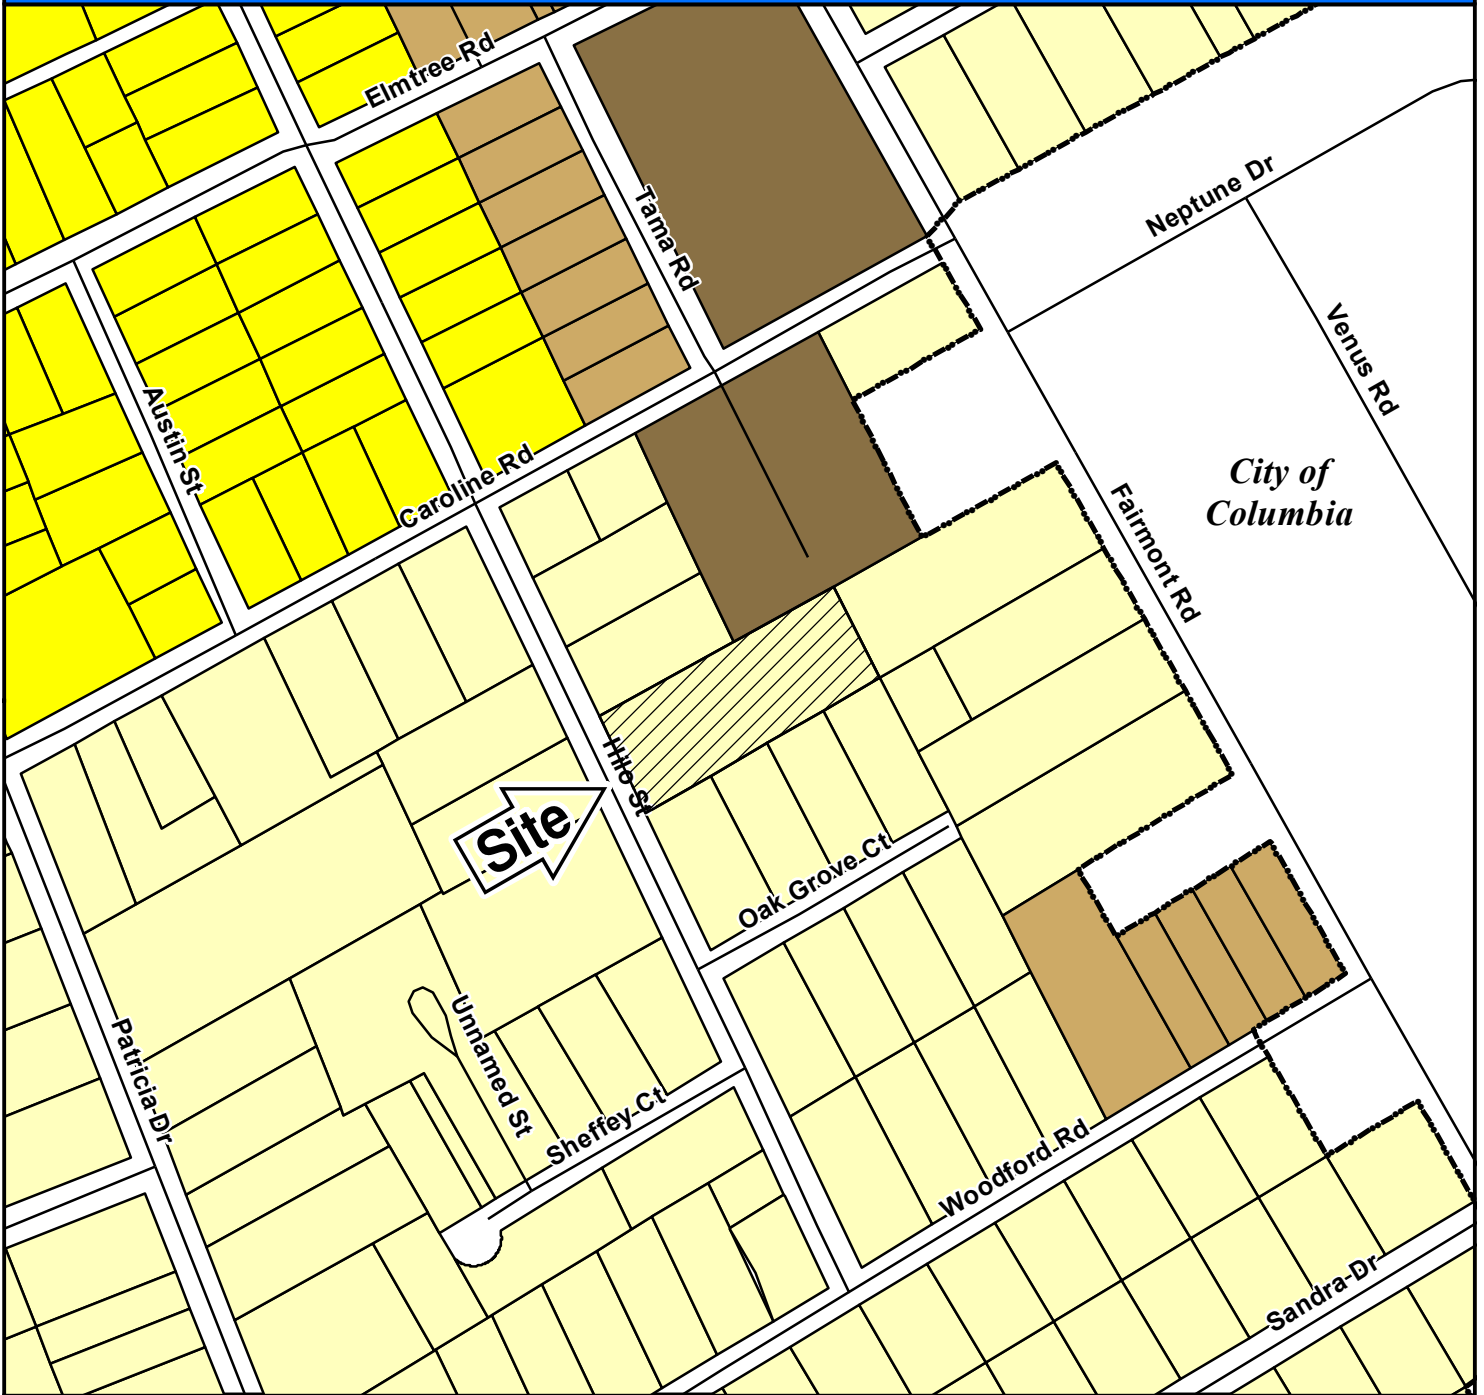 Elmtree Rd
Tama Rd
Neptune Dr
Venus Rd
Austin St
Caroline Rd
City of
Columbia
Fairmont Rd
Hilo St
Site
Oak Grove Ct
Unnamed St
Patricia Dr
Sheffey Ct
Woodford Rd
Sandra Dr